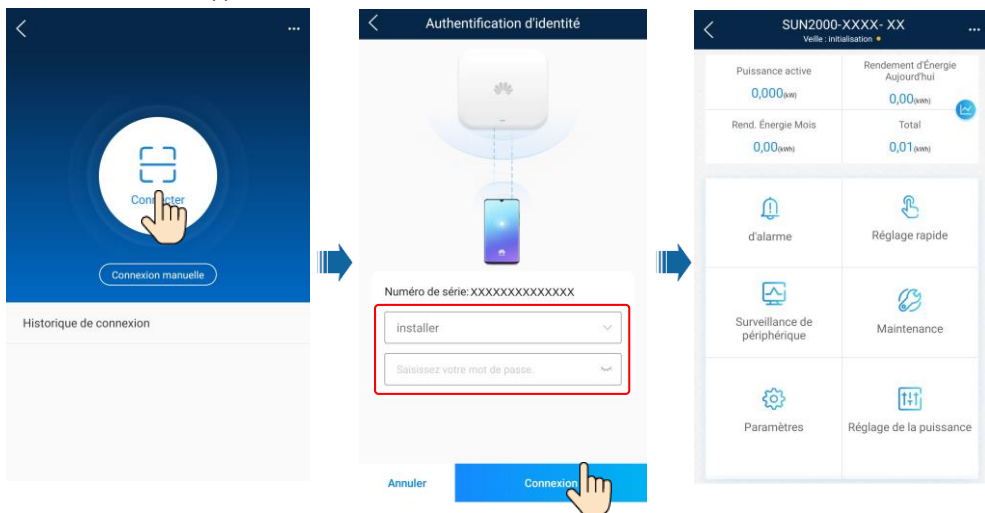 Connecter
Connexion manuelle
Historique de connexion
Authentification d'identité
Numéro de série:XXXXXXXXXXXXXX
installer
Saisissez votre mot de passe.
Annuler
Connexion
SUN2000-XXXX- XX
Veille : initialisation
Puissance active
0,000(kW)
Rendement d'Énergie
Aujourd'hui
0,00(kWh)
Rend. Énergie Mois
0,00(kWh)
Total
0,01(kWh)
d'alarme
Réglage rapide
Surveillance de
périphérique
Maintenance
Paramètres
Réglage de la puissance